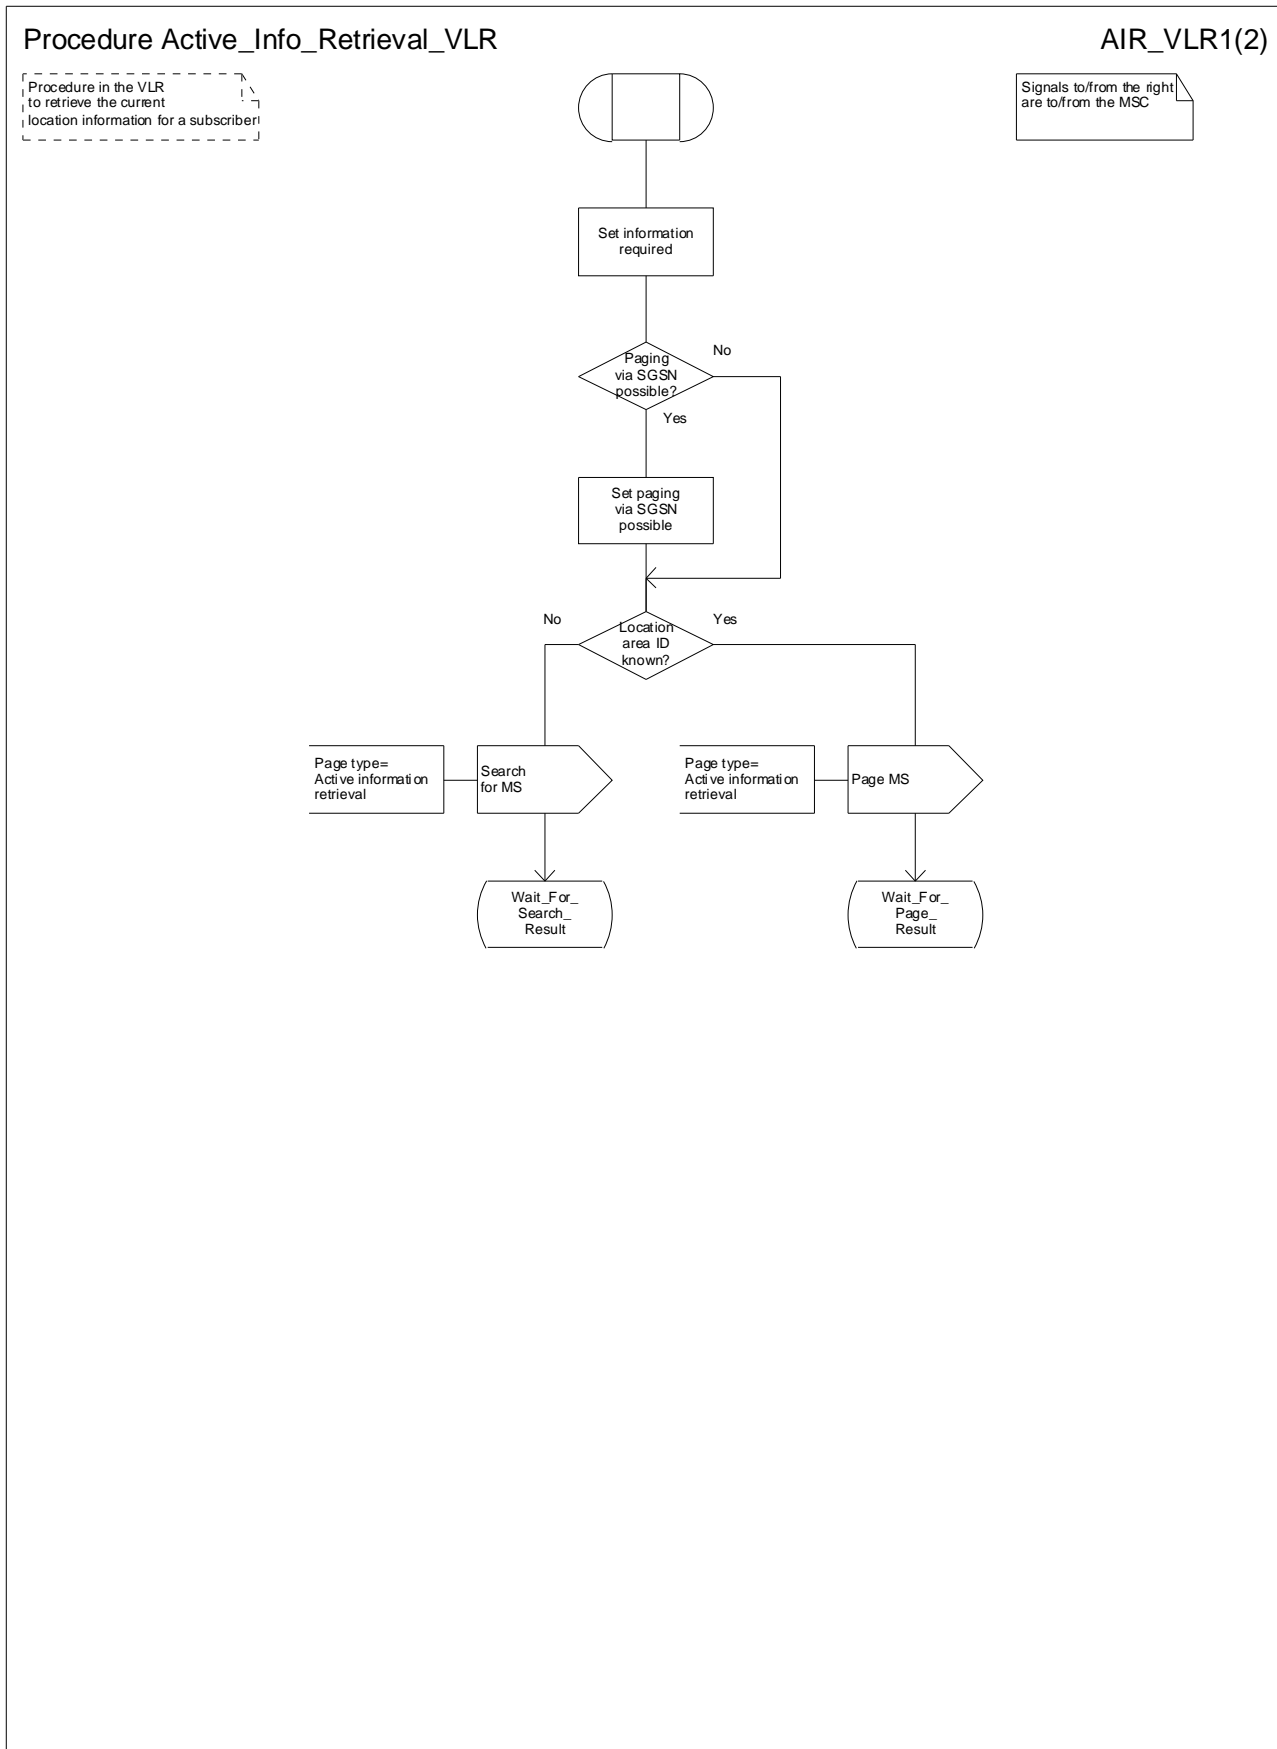 Procedure Active_Info_Retrieval_VLR
AIR_VLR1(2)
Procedure in the VLR
to retrieve the current
location information for a subscriber
Signals to/from the right
are to/from the MSC
Set information
required
Paging
via SGSN
possible?
No
Yes
Set paging
via SGSN
possible
No
Location
area ID
known?
Yes
Page type=
Active information
retrieval
Search
for MS
Page type=
Active information
retrieval
Page MS
Wait_For_
Search_
Result
Wait_For_
Page_
Result